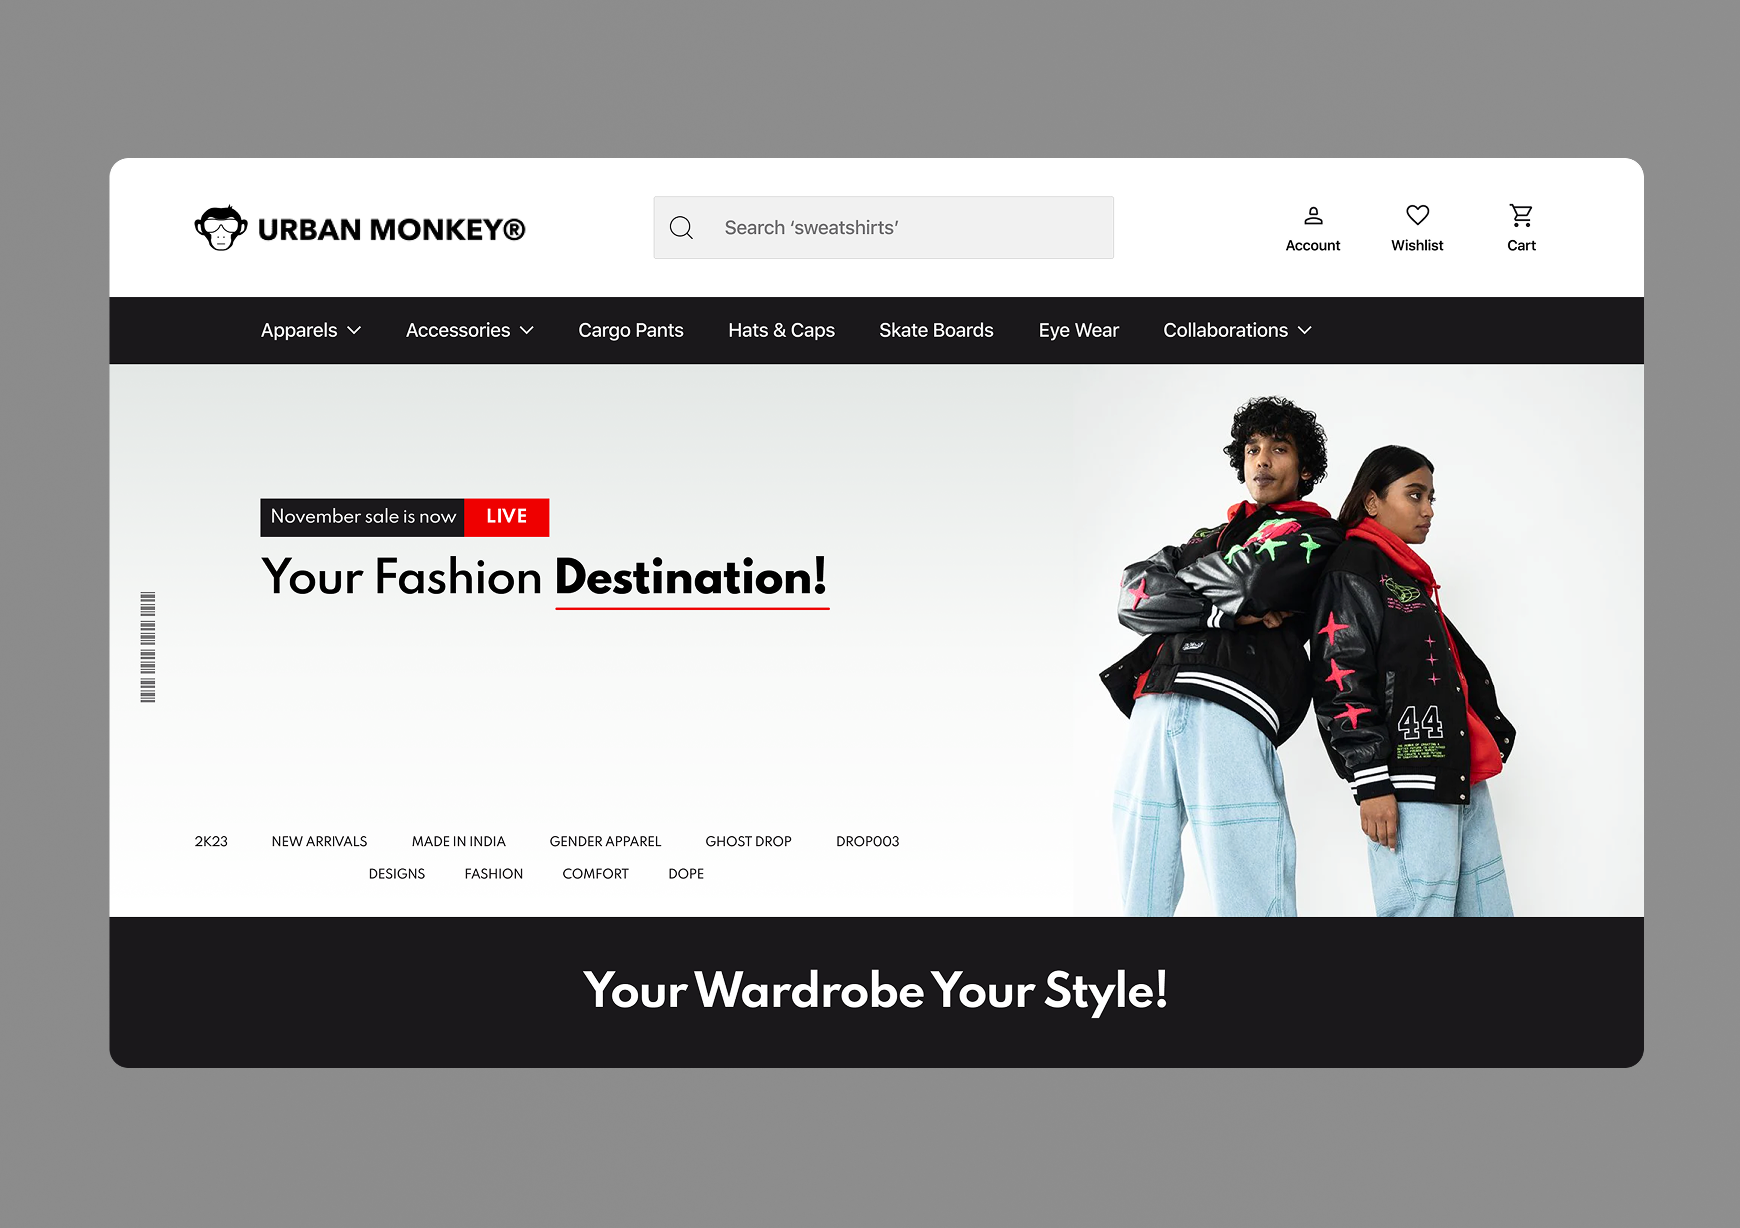 URBAN MONKEY®
Search ‘sweatshirts’
Account
Wishlist
Cart
Apparels
Accessories
Cargo Pants
Hats & Caps
Skate Boards
Eye Wear
Collaborations
November sale is now LIVE
Your Fashion Destination!
44
2K23 NEW ARRIVALS MADE IN INDIA GENDER APPAREL GHOST DROP DROP003
DESIGNS FASHION COMFORT DOPE
Your Wardrobe Your Style!